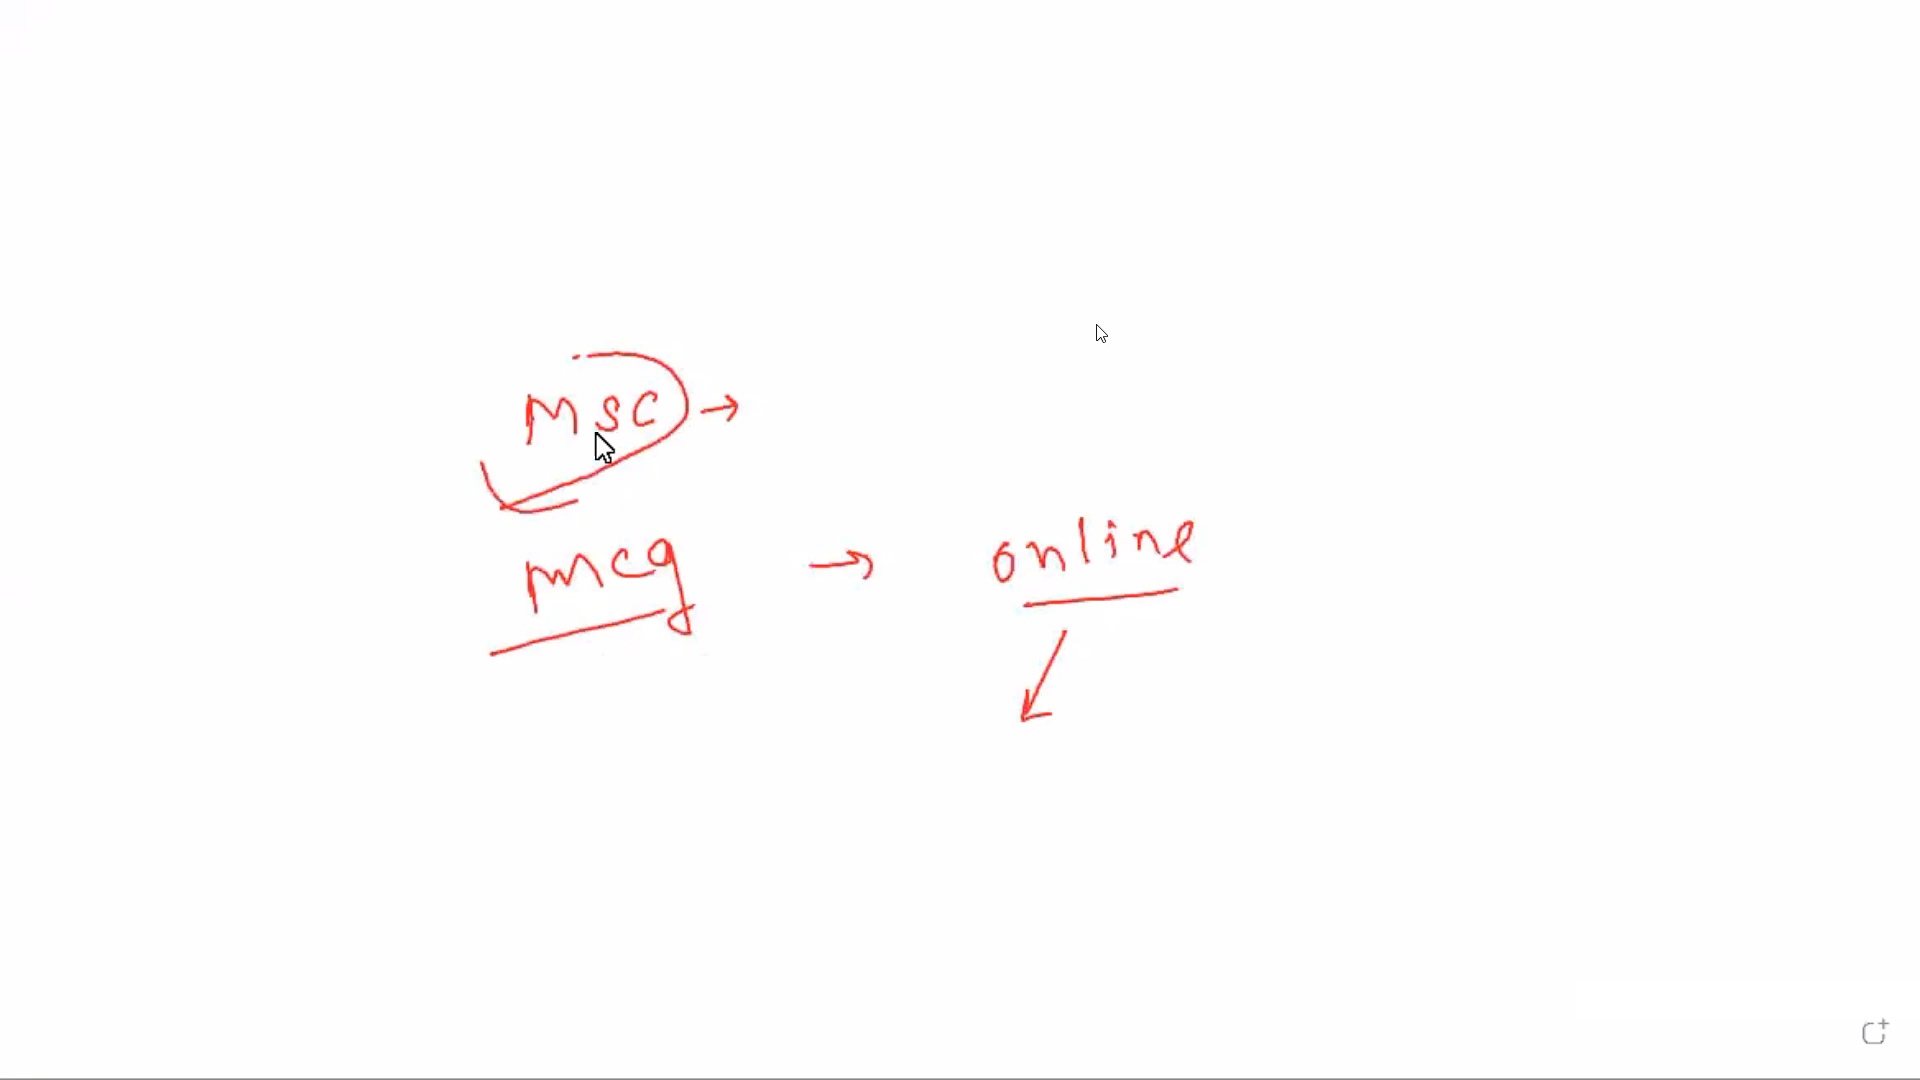 MSC →
mcq → online